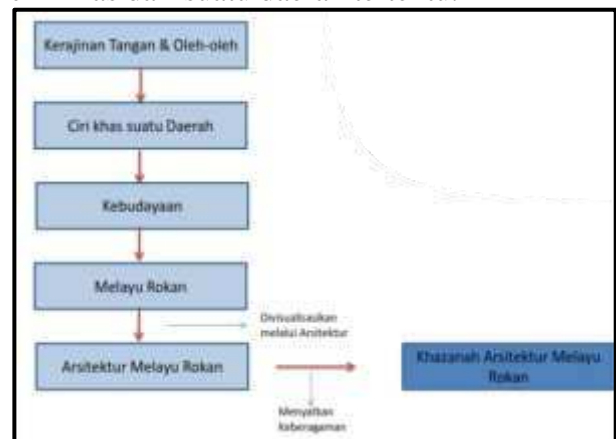 Kerajinan Tangan & Oleh-oleh
Ciri khas suatu Daerah
Kebudayaan
Melayu Rokan
Divisualisasikan
melalui Arsitektur
Arsitektur Melayu Rokan
Khazanah Arsitektur Melayu
Rokan
Menyatkan
keberagaman